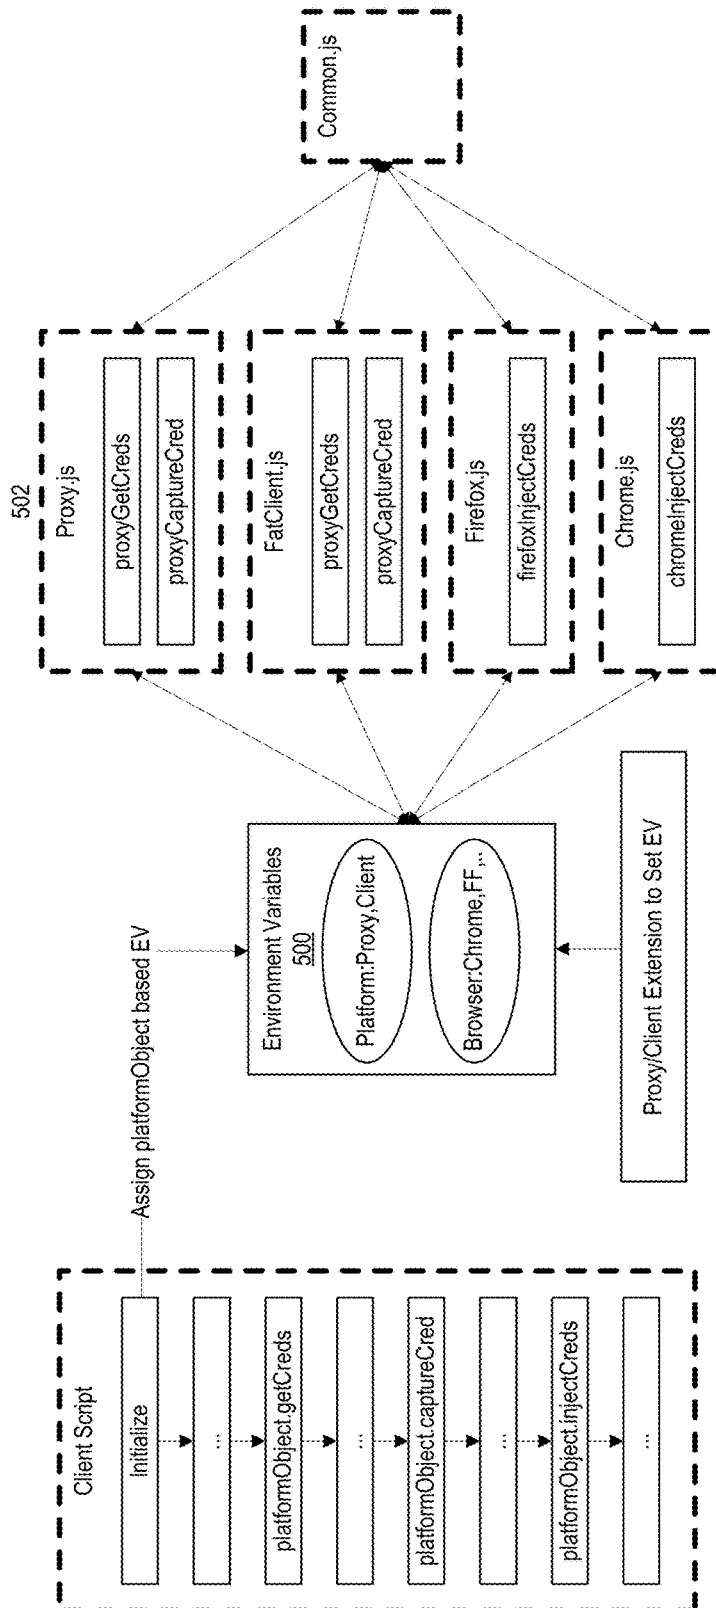 Client Script
Initialize
...
platformObject.getCreds
...
platformObject.captureCred
...
platformObject.injectCreds
...
Assign platformObject based EV
Environment Variables
500
Platform:Proxy,Client
Browser:Chrome,FF,..
Proxy/Client Extension to Set EV
502
Proxy.js
proxyGetCreds
proxyCaptureCred
FatClient.js
proxyGetCreds
proxyCaptureCred
Firefox.js
firefoxInjectCreds
Chrome.js
chromeInjectCreds
Common.js